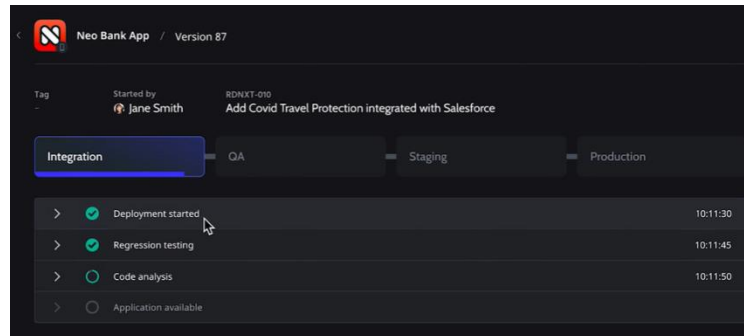 Neo Bank App / Version 87
Tag Started by RDNXT-010
– Jane Smith Add Covid Travel Protection integrated with Salesforce
Integration QA Staging Production
Deployment started 10:11:30
Regression testing 10:11:45
Code analysis 10:11:50
Application available